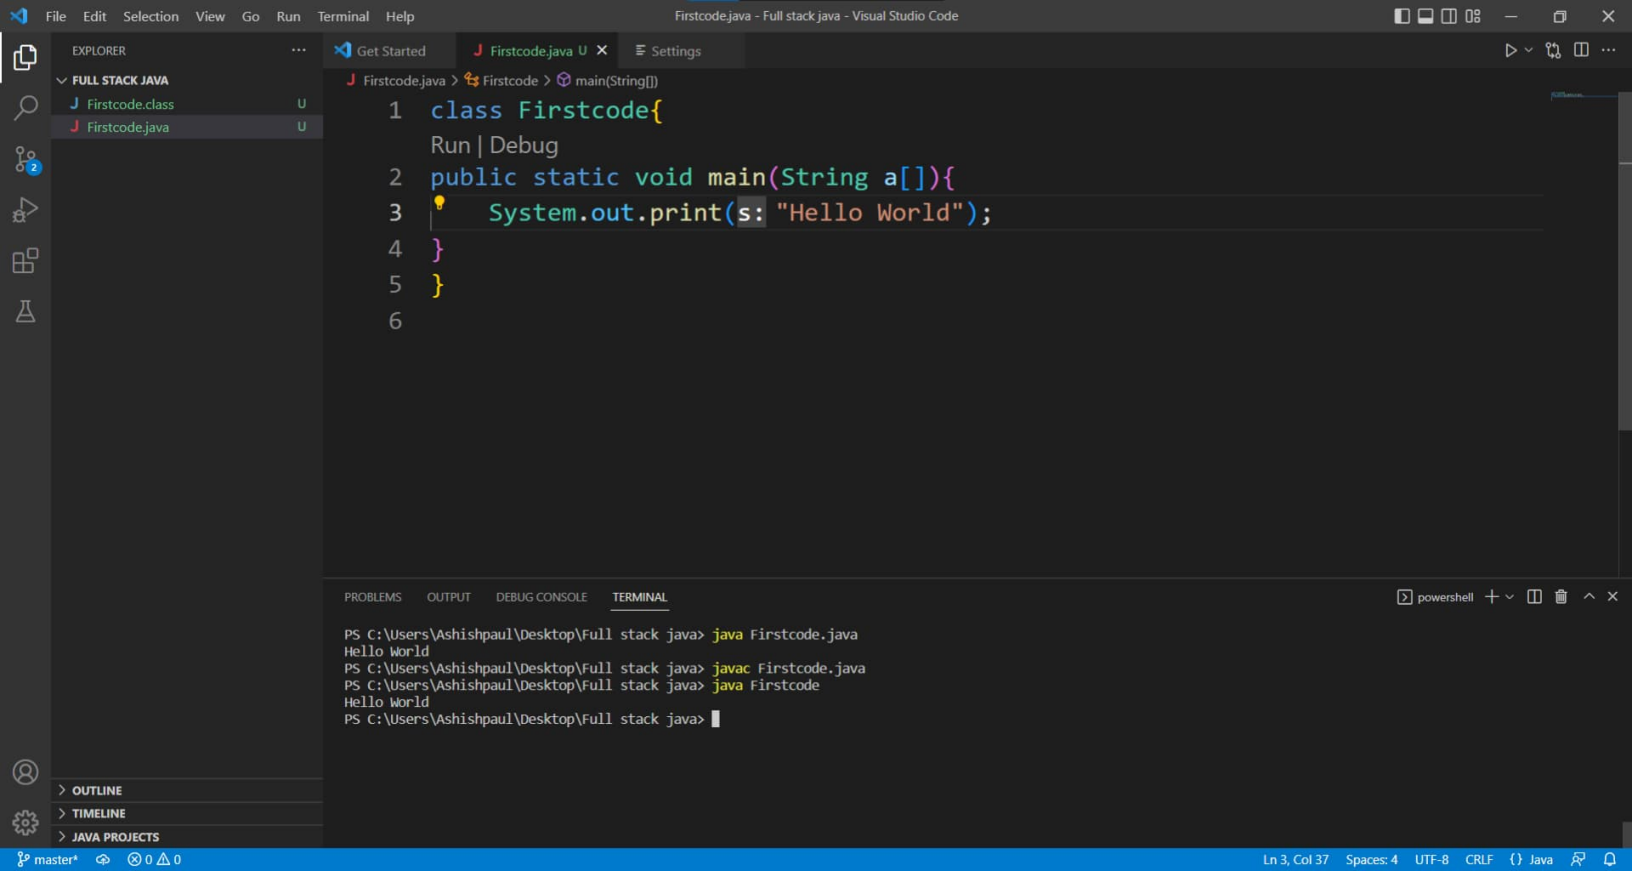 File Edit Selection View Go Run Terminal Help
Firstcode.java - Full stack java - Visual Studio Code
EXPLORER
FULL STACK JAVA
J Firstcode.class U
J Firstcode.java U
Get Started
J Firstcode.java U
Settings
J Firstcode.java > Firstcode > main(String[])
1 class Firstcode{
Run | Debug
2 public static void main(String a[]){
3 System.out.print(s: "Hello World");
4 }
5 }
6
2
PROBLEMS OUTPUT DEBUG CONSOLE TERMINAL
powershell
PS C:\Users\Ashishpaul\Desktop\Full stack java> java Firstcode.java
Hello World
PS C:\Users\Ashishpaul\Desktop\Full stack java> javac Firstcode.java
PS C:\Users\Ashishpaul\Desktop\Full stack java> java Firstcode
Hello World
PS C:\Users\Ashishpaul\Desktop\Full stack java>
OUTLINE
TIMELINE
JAVA PROJECTS
master* 0 0
Ln 3, Col 37 Spaces: 4 UTF-8 CRLF {} Java